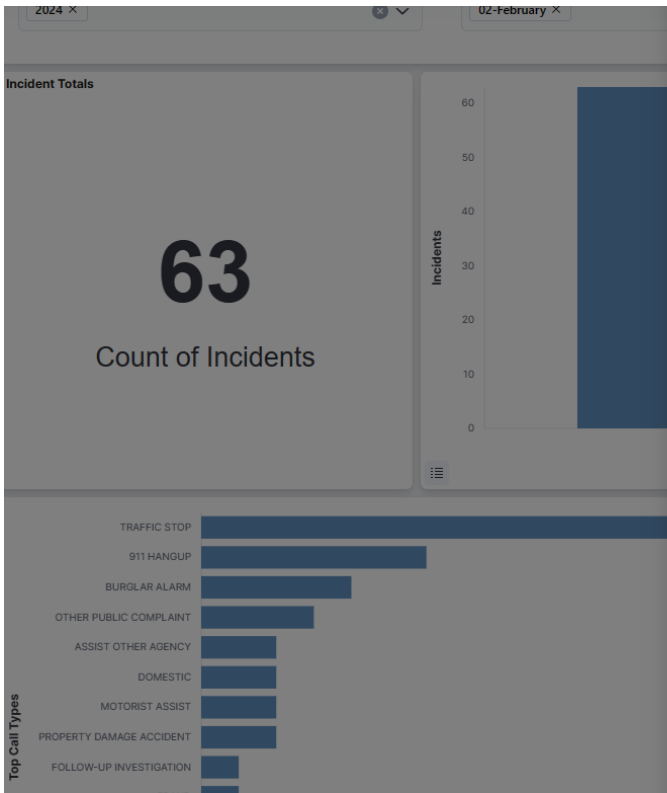 2024 ×
02-February ×
Incident Totals
63
Count of Incidents
Incidents
60
50
40
30
20
10
0
Top Call Types
TRAFFIC STOP
911 HANGUP
BURGLAR ALARM
OTHER PUBLIC COMPLAINT
ASSIST OTHER AGENCY
DOMESTIC
MOTORIST ASSIST
PROPERTY DAMAGE ACCIDENT
FOLLOW-UP INVESTIGATION